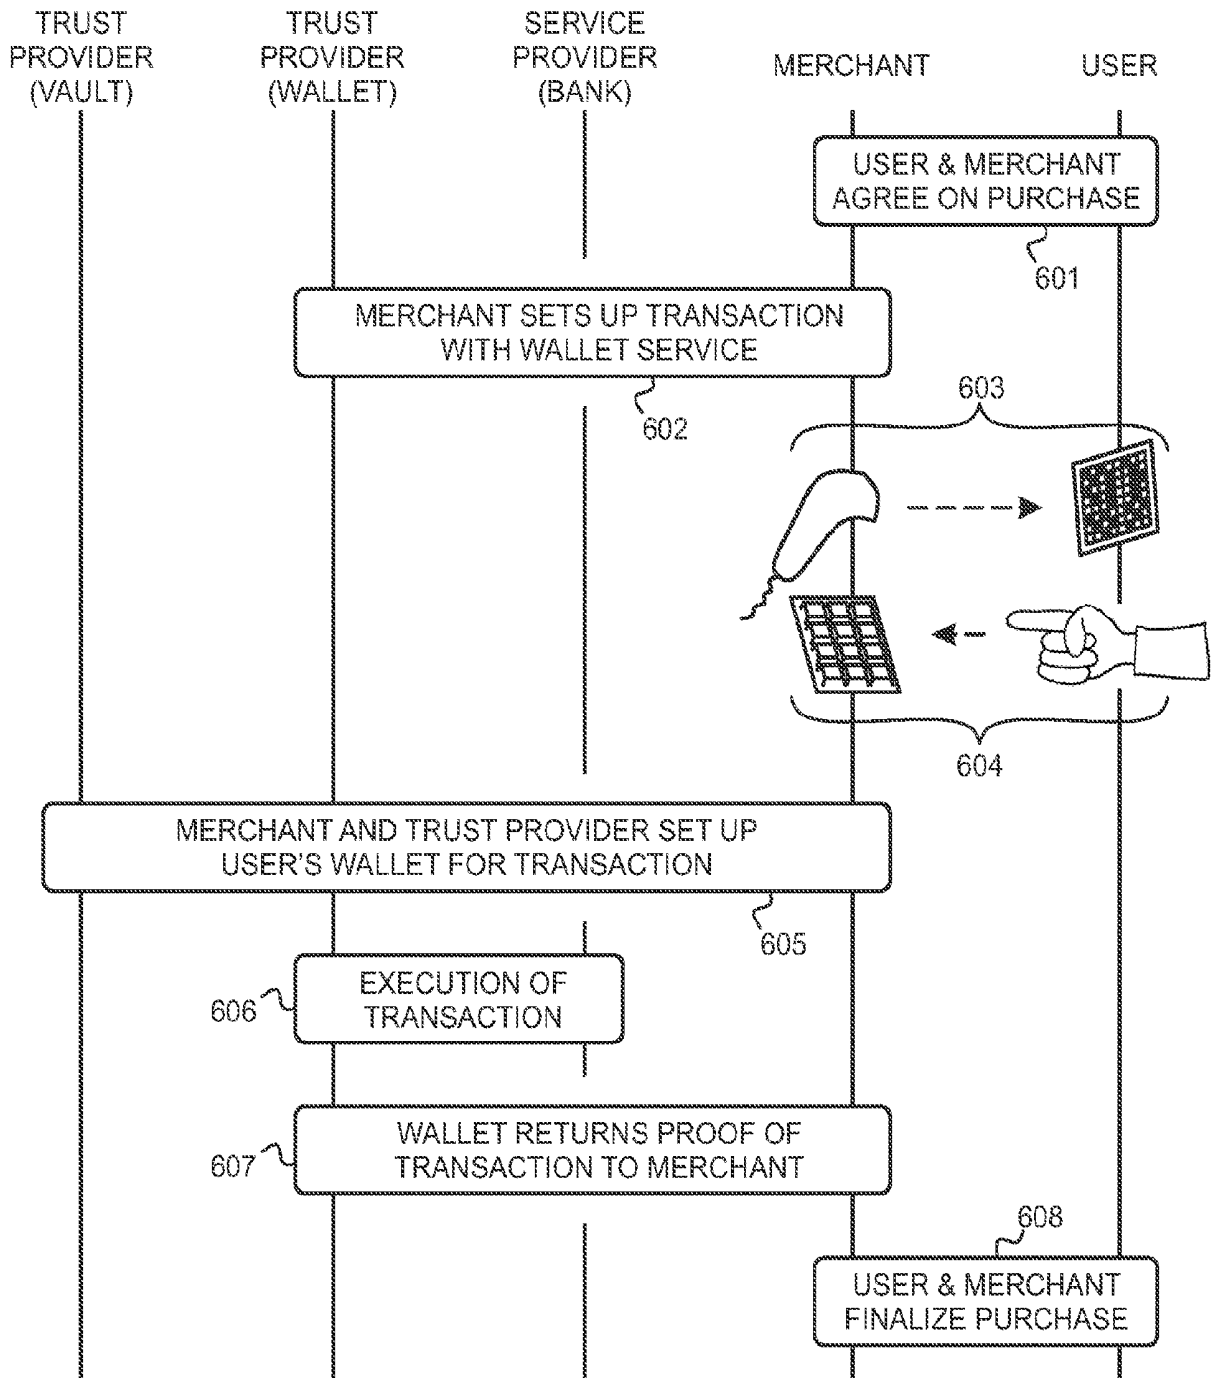 TRUST
PROVIDER
(VAULT)
TRUST
PROVIDER
(WALLET)
SERVICE
PROVIDER
(BANK)
MERCHANT
USER
USER & MERCHANT
AGREE ON PURCHASE
601
MERCHANT SETS UP TRANSACTION
WITH WALLET SERVICE
602
603
604
MERCHANT AND TRUST PROVIDER SET UP
USER'S WALLET FOR TRANSACTION
605
EXECUTION OF
TRANSACTION
606
WALLET RETURNS PROOF OF
TRANSACTION TO MERCHANT
607
608
USER & MERCHANT
FINALIZE PURCHASE